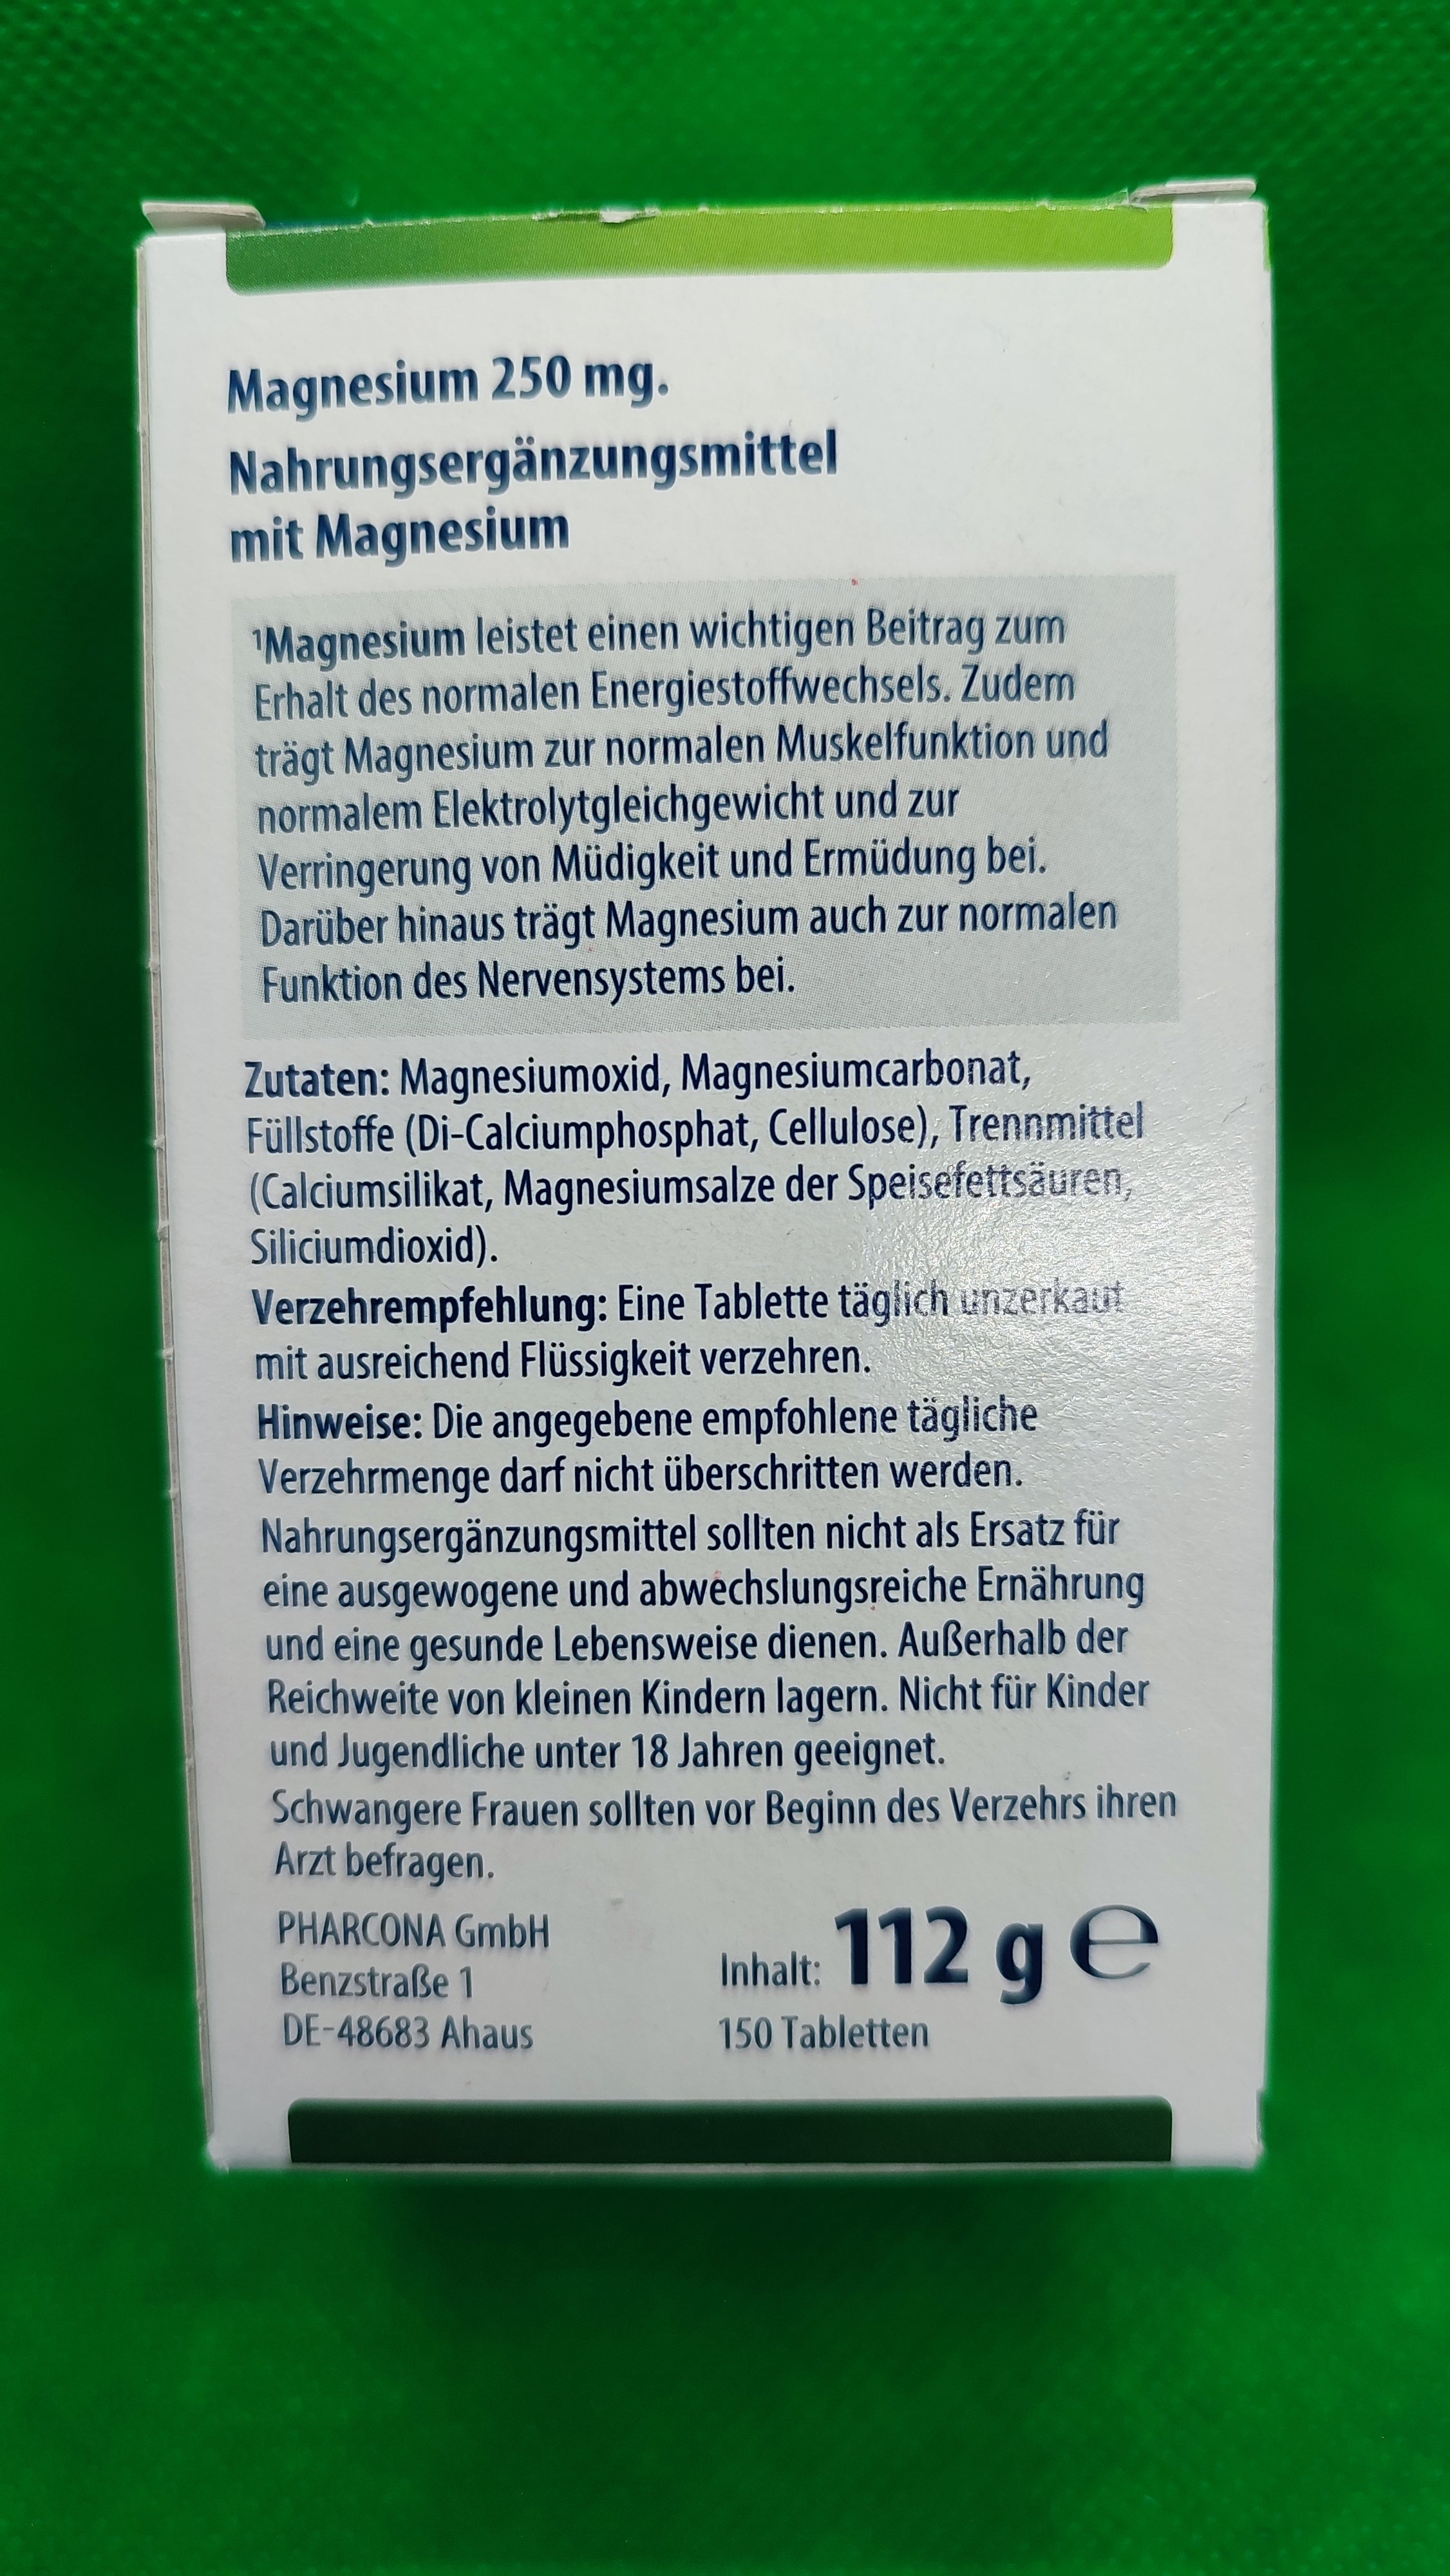 Magnesium 250 mg.
Nahrungsergänzungsmittel
mit Magnesium
¹Magnesium leistet einen wichtigen Beitrag zum
Erhalt des normalen Energiestoffwechsels. Zudem
trägt Magnesium zur normalen Muskelfunktion und
normalem Elektrolytgleichgewicht und zur
Verringerung von Müdigkeit und Ermüdung bei.
Darüber hinaus trägt Magnesium auch zur normalen
Funktion des Nervensystems bei.
Zutaten: Magnesiumoxid, Magnesiumcarbonat,
Füllstoffe (Di-Calciumphosphat, Cellulose), Trennmittel
(Calciumsilikat, Magnesiumsalze der Speisefettsäuren,
Siliciumdioxid).
Verzehrempfehlung: Eine Tablette täglich unzerkaut
mit ausreichend Flüssigkeit verzehren.
Hinweise: Die angegebene empfohlene tägliche
Verzehrmenge darf nicht überschritten werden.
Nahrungsergänzungsmittel sollten nicht als Ersatz für
eine ausgewogene und abwechslungsreiche Ernährung
und eine gesunde Lebensweise dienen. Außerhalb der
Reichweite von kleinen Kindern lagern. Nicht für Kinder
und Jugendliche unter 18 Jahren geeignet.
Schwangere Frauen sollten vor Beginn des Verzehrs ihren
Arzt befragen.
PHARCONA GmbH
Benzstraße 1
DE-48683 Ahaus
Inhalt: 112 g ℮
150 Tabletten